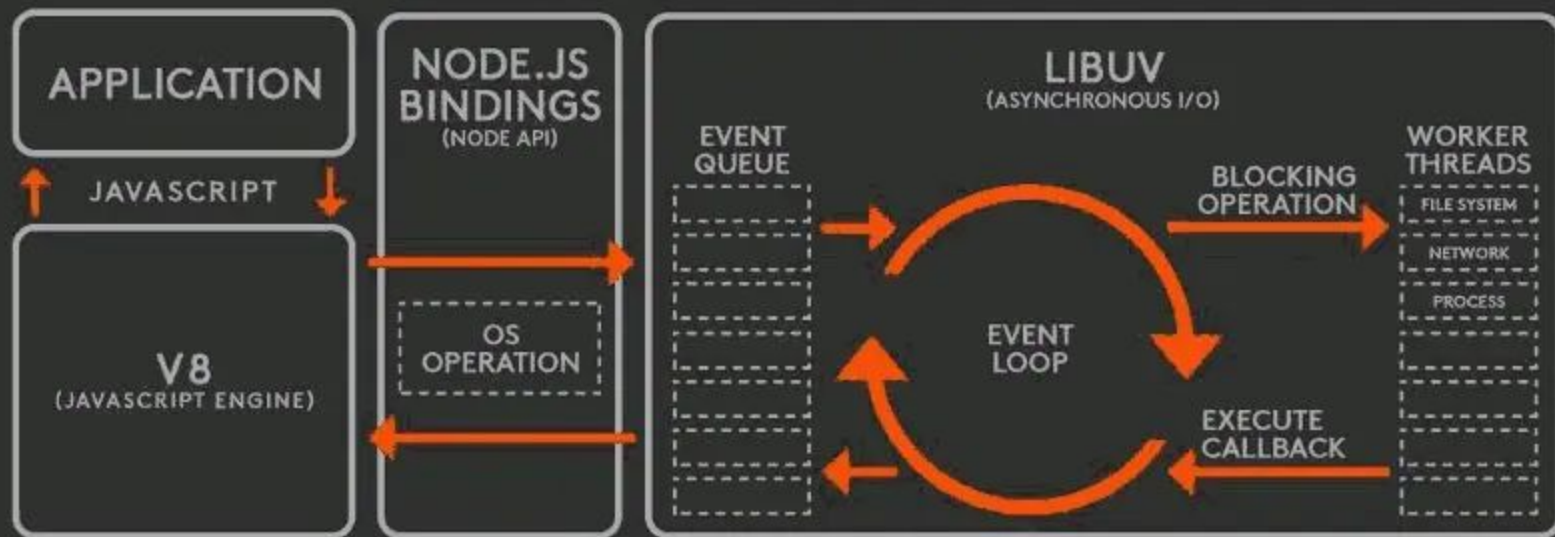 APPLICATION
JAVASCRIPT
V8
(JAVASCRIPT ENGINE)
NODE.JS
BINDINGS
(NODE API)
OS
OPERATION
LIBUV
(ASYNCHRONOUS I/O)
EVENT
QUEUE
EVENT
LOOP
BLOCKING
OPERATION
EXECUTE
CALLBACK
WORKER
THREADS
FILE SYSTEM
NETWORK
PROCESS